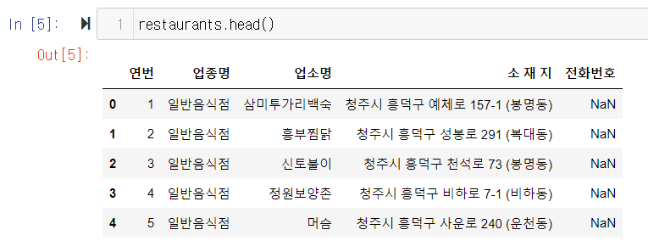 In [5]: 1 restaurants.head()
Out[5]:
연번 업종명 업소명 소 재 지 전화번호
0 1 일반음식점 삼미투가리백숙 청주시 흥덕구 예체로 157-1 (봉명동) NaN
1 2 일반음식점 흥부찜닭 청주시 흥덕구 성봉로 291 (복대동) NaN
2 3 일반음식점 신토불이 청주시 흥덕구 천석로 73 (봉명동) NaN
3 4 일반음식점 정원보양존 청주시 흥덕구 비하로 7-1 (비하동) NaN
4 5 일반음식점 머슴 청주시 흥덕구 사운로 240 (운천동) NaN